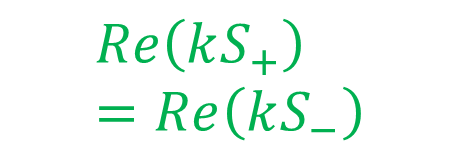 Re(kS₊)
= Re(kS₋)